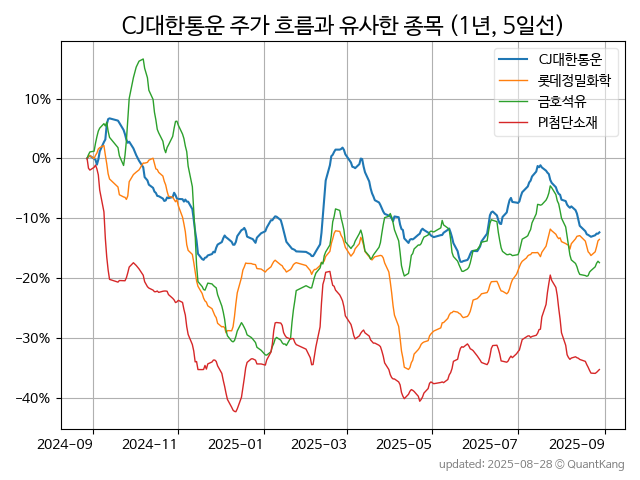 CJ대한통운 주가 흐름과 유사한 종목 (1년, 5일선)
CJ대한통운
롯데정밀화학
금호석유
PI첨단소재
10%
0%
−10%
−20%
−30%
−40%
2024-09 2024-11 2025-01 2025-03 2025-05 2025-07 2025-09
updated: 2025-08-28 © QuantKang